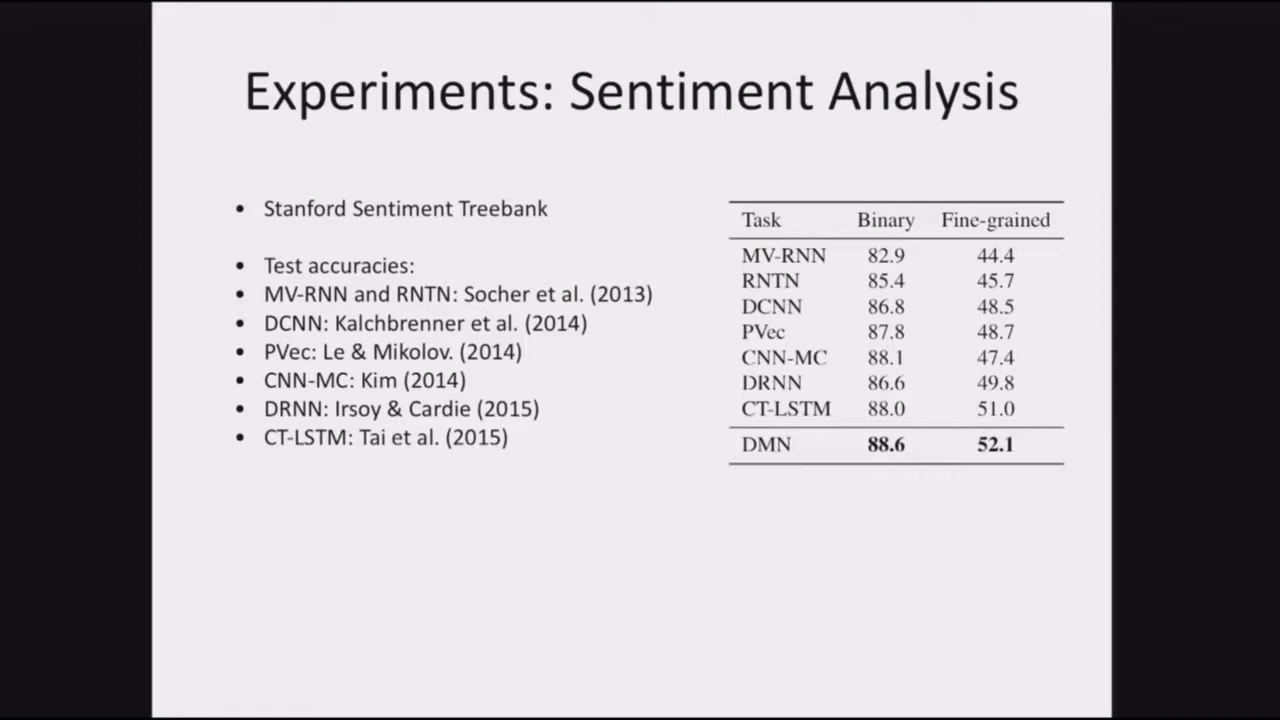 Experiments: Sentiment Analysis
• Stanford Sentiment Treebank
• Test accuracies:
• MV-RNN and RNTN: Socher et al. (2013)
• DCNN: Kalchbrenner et al. (2014)
• PVec: Le & Mikolov. (2014)
• CNN-MC: Kim (2014)
• DRNN: Irsoy & Cardie (2015)
• CT-LSTM: Tai et al. (2015)
Task Binary Fine-grained
MV-RNN 82.9 44.4
RNTN 85.4 45.7
DCNN 86.8 48.5
PVec 87.8 48.7
CNN-MC 88.1 47.4
DRNN 86.6 49.8
CT-LSTM 88.0 51.0
DMN 88.6 52.1